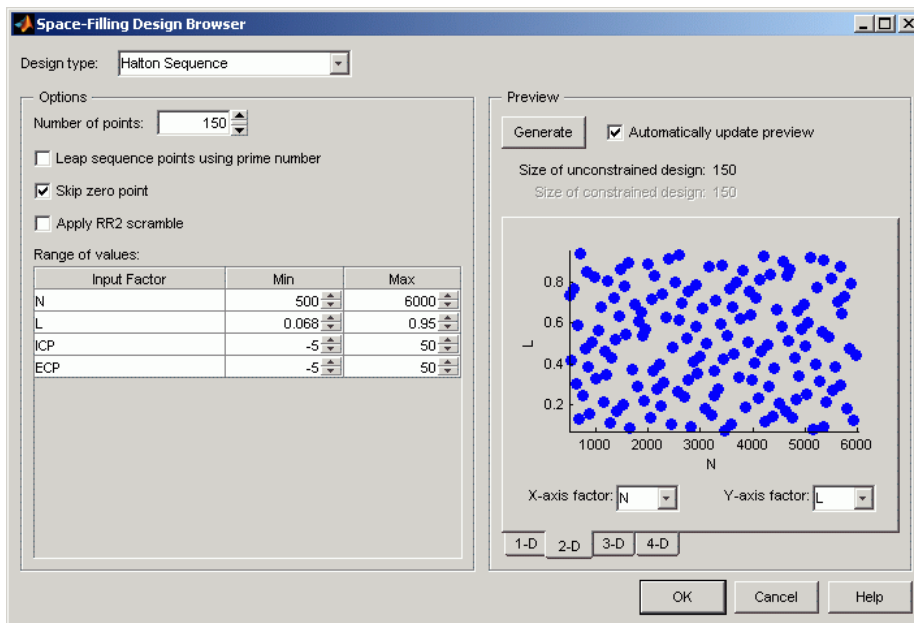 Space-Filling Design Browser
Design type: Halton Sequence
Options
Number of points: 150
Leap sequence points using prime number
Skip zero point
Apply RR2 scramble
Range of values:
Input Factor Min Max
N 500 6000
L 0.068 0.95
ICP -5 50
ECP -5 50
Preview
Generate Automatically update preview
Size of unconstrained design: 150
Size of constrained design: 150
0.8
0.6
0.4
0.2
L
1000 2000 3000 4000 5000 6000
N
X-axis factor: N Y-axis factor: L
1-D 2-D 3-D 4-D
OK Cancel Help